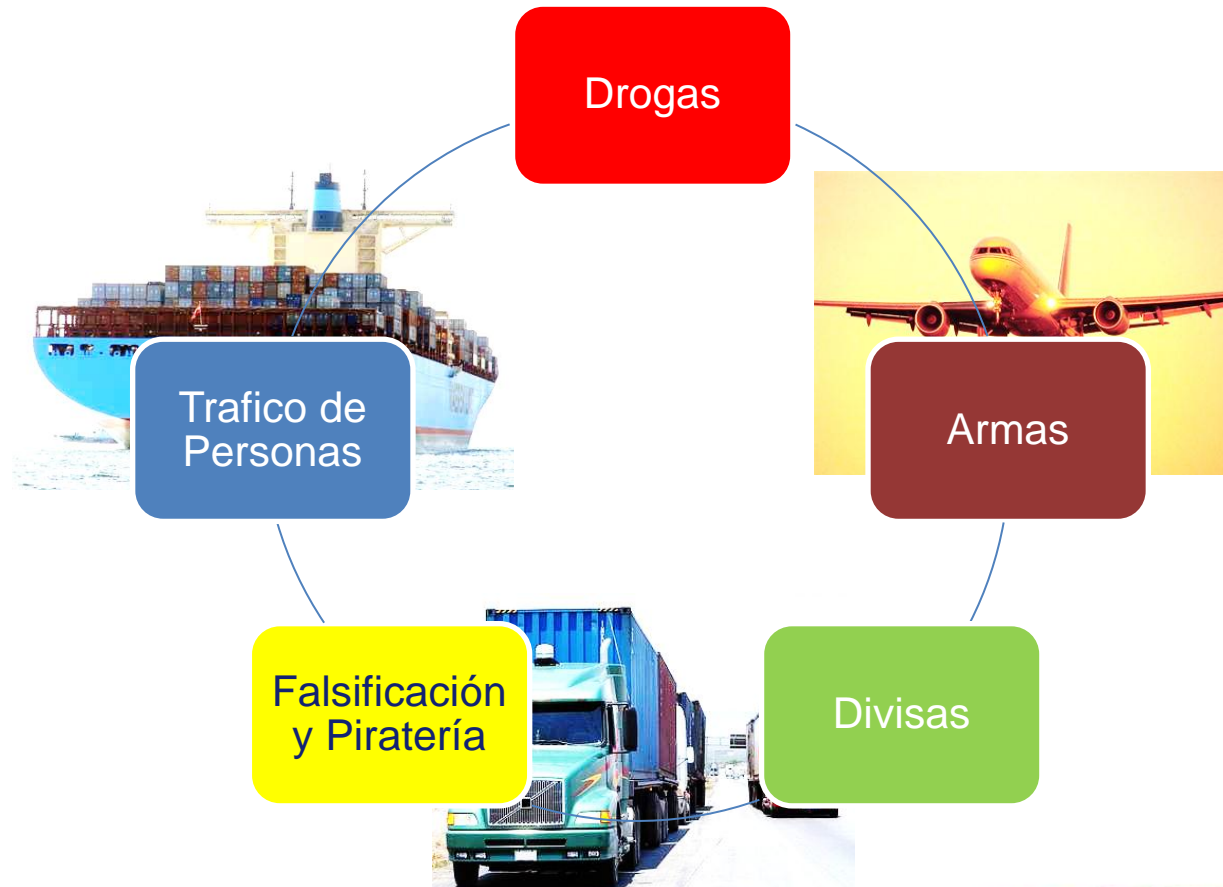 Drogas
Armas
Divisas
Falsificación
y Piratería
Trafico de
Personas